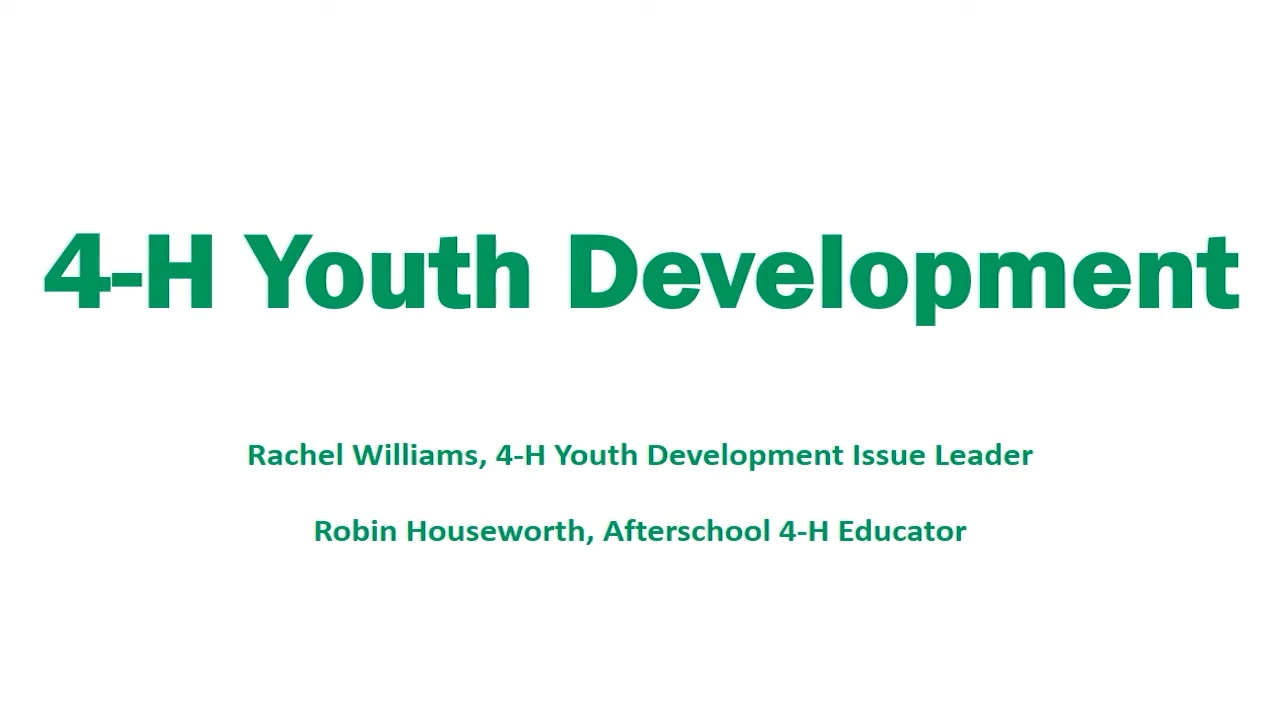 4-H Youth Development
Rachel Williams, 4-H Youth Development Issue Leader
Robin Houseworth, Afterschool 4-H Educator